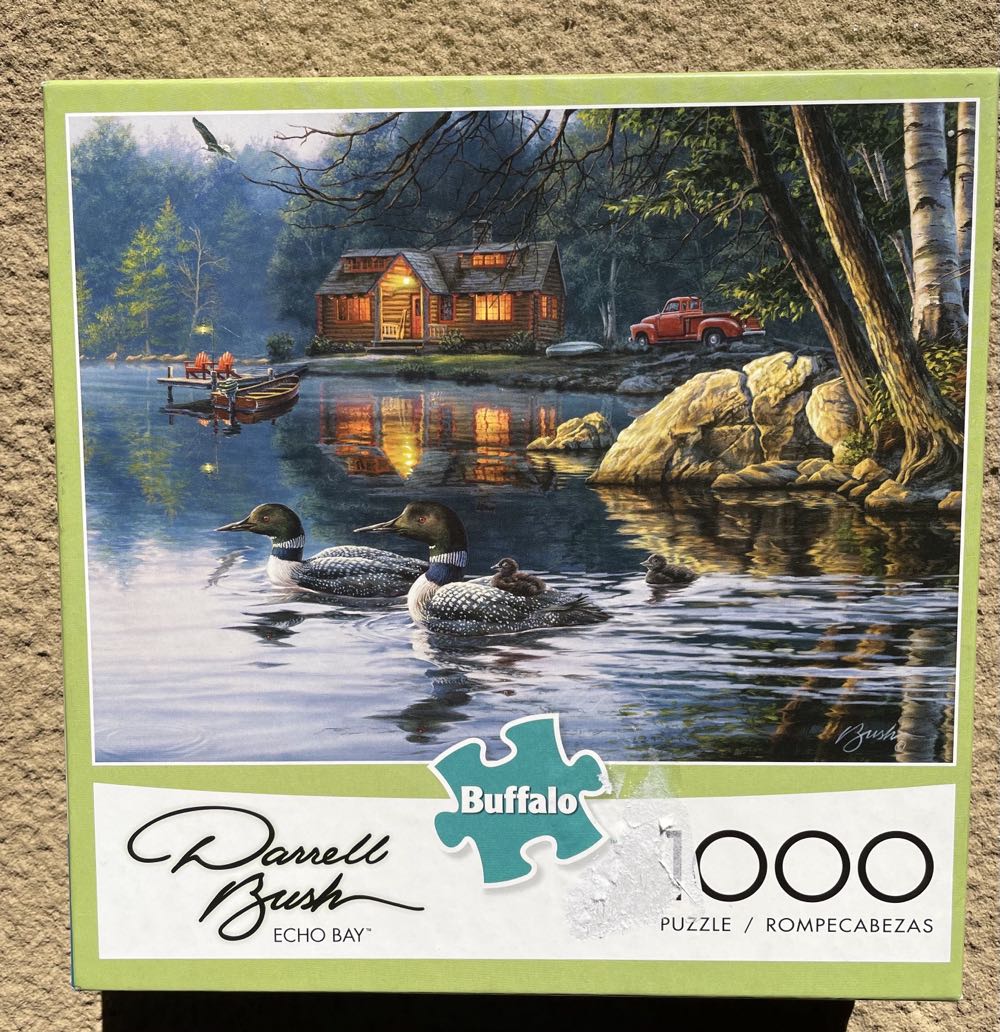 Bush
Buffalo
Darrell
Bush
ECHO BAY™
1000
PUZZLE / ROMPECABEZAS